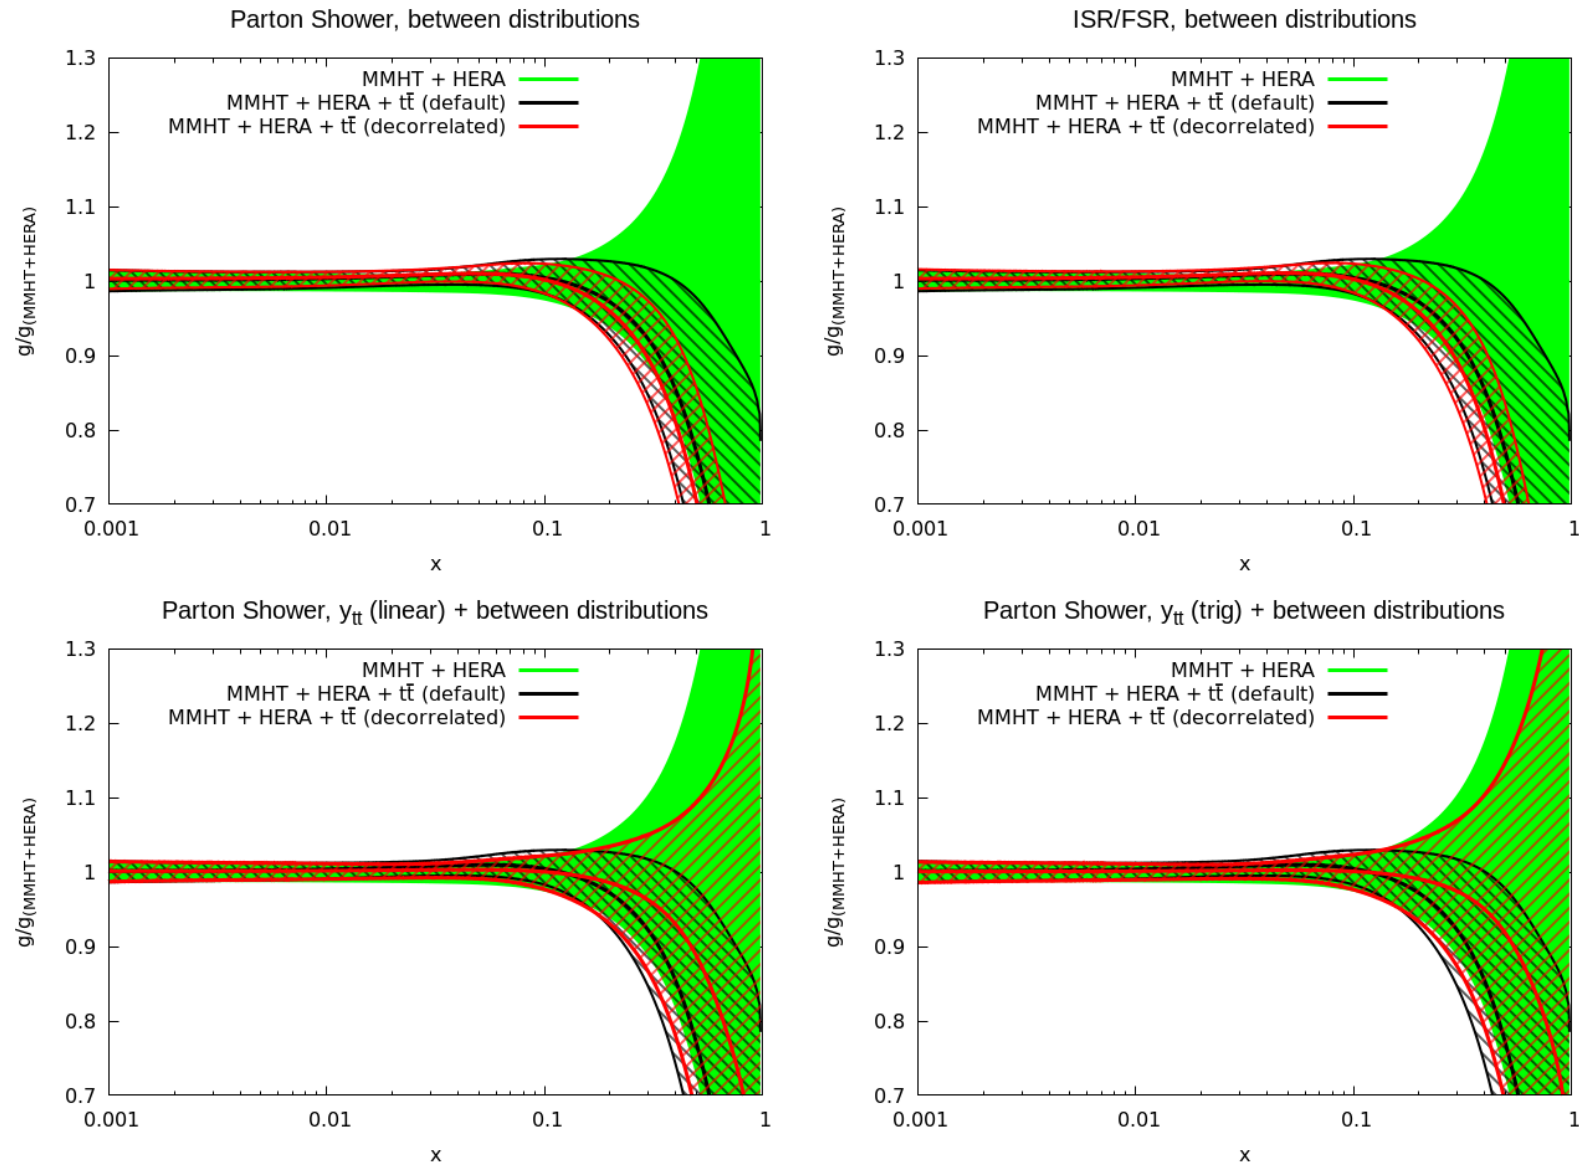 Parton Shower, between distributions
MMHT + HERA
MMHT + HERA + tt̄ (default)
MMHT + HERA + tt̄ (decorrelated)
g/g(MMHT+HERA)
1.3
1.2
1.1
1
0.9
0.8
0.7
0.001 0.01 0.1 1
x
ISR/FSR, between distributions
MMHT + HERA
MMHT + HERA + tt̄ (default)
MMHT + HERA + tt̄ (decorrelated)
g/g(MMHT+HERA)
1.3
1.2
1.1
1
0.9
0.8
0.7
0.001 0.01 0.1 1
x
Parton Shower, ytt (linear) + between distributions
MMHT + HERA
MMHT + HERA + tt̄ (default)
MMHT + HERA + tt̄ (decorrelated)
g/g(MMHT+HERA)
1.3
1.2
1.1
1
0.9
0.8
0.7
0.001 0.01 0.1 1
x
Parton Shower, ytt (trig) + between distributions
MMHT + HERA
MMHT + HERA + tt̄ (default)
MMHT + HERA + tt̄ (decorrelated)
g/g(MMHT+HERA)
1.3
1.2
1.1
1
0.9
0.8
0.7
0.001 0.01 0.1 1
x